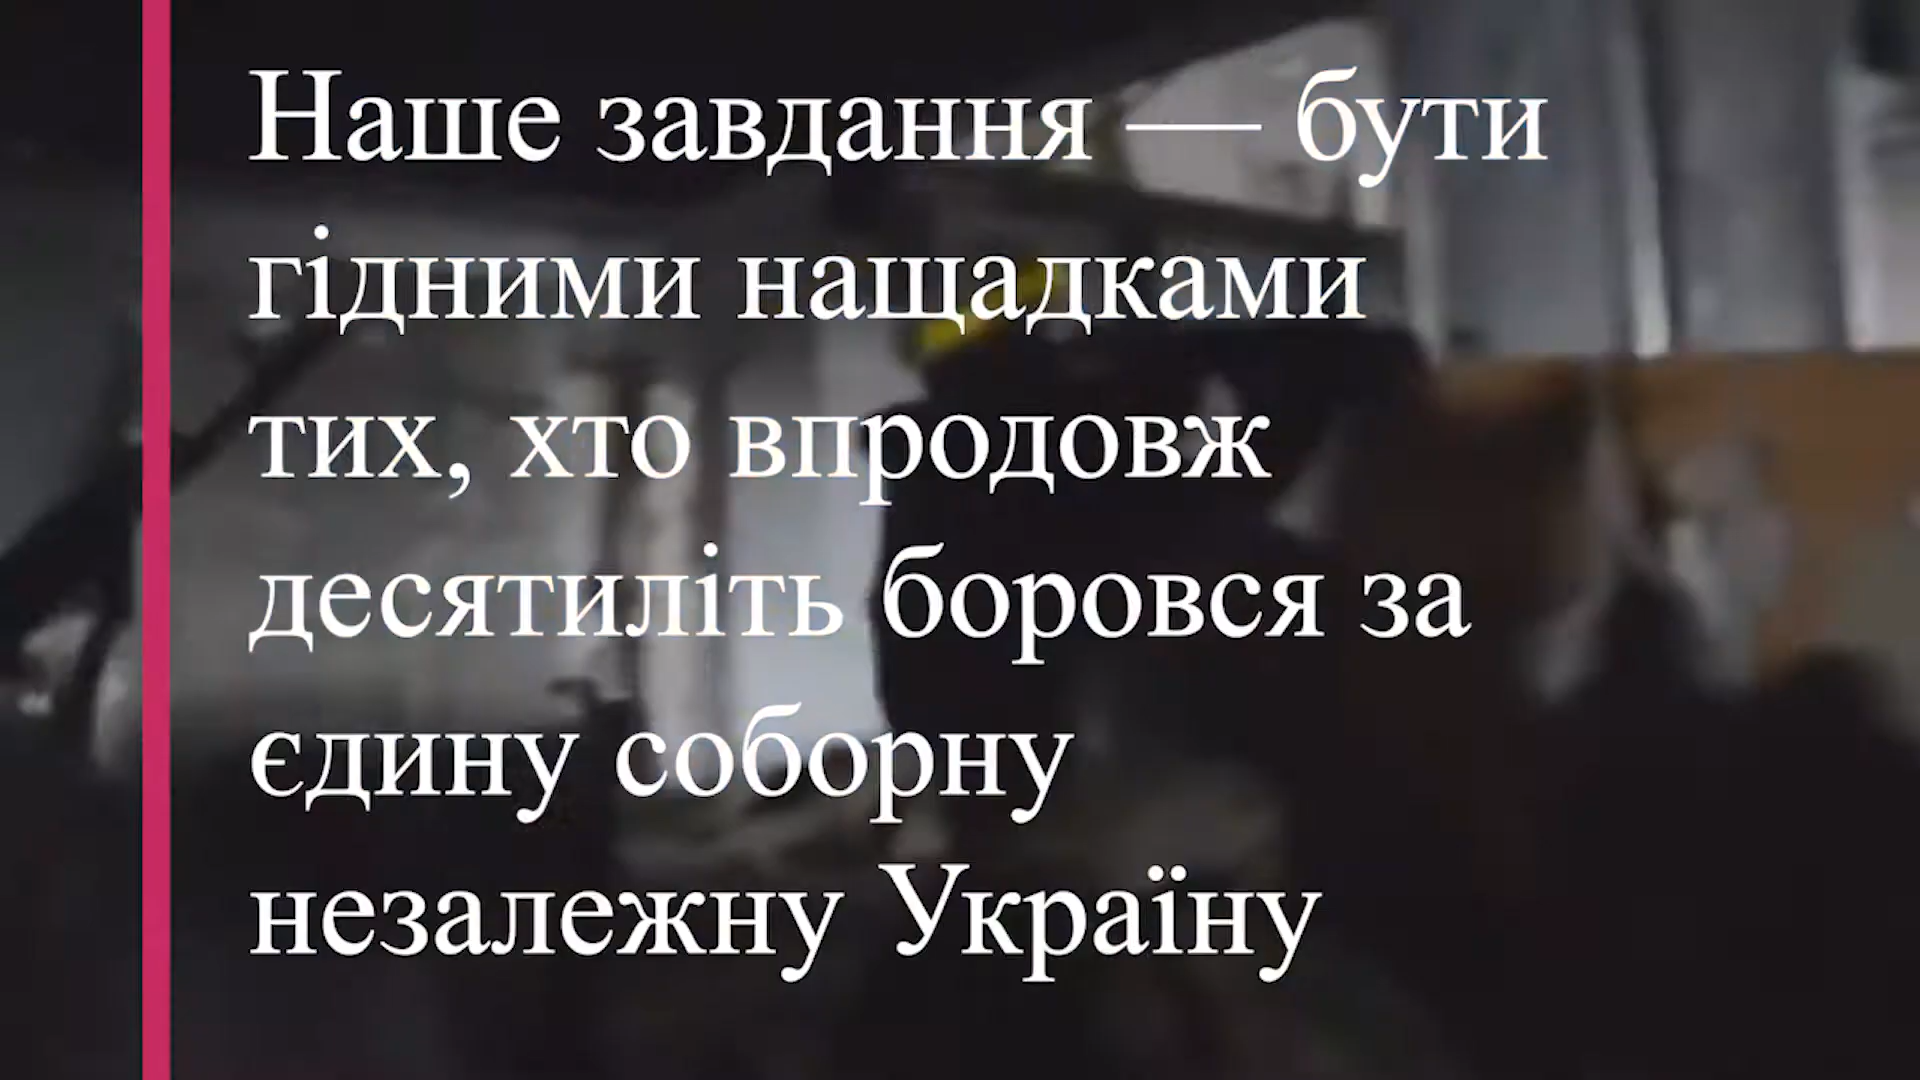 Наше завдання — бути
гідними нащадками
тих, хто впродовж
десятиліть боровся за
єдину соборну
незалежну Україну